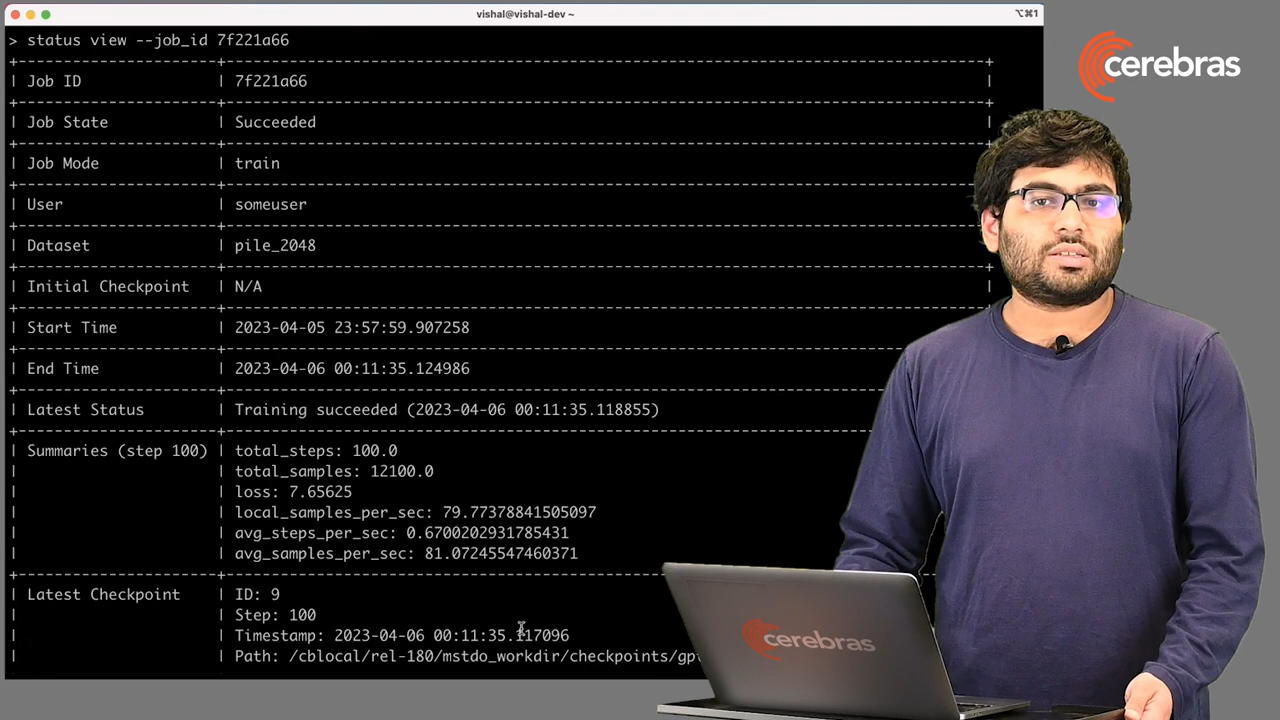 vishal@vishal-dev ~
⌥⌘1
cerebras
> status view --job_id 7f221a66
Job ID | 7f221a66
Job State | Succeeded
Job Mode | train
User | someuser
Dataset | pile_2048
Initial Checkpoint | N/A
Start Time | 2023-04-05 23:57:59.907258
End Time | 2023-04-06 00:11:35.124986
Latest Status | Training succeeded (2023-04-06 00:11:35.118855)
Summaries (step 100) | total_steps: 100.0
total_samples: 12100.0
loss: 7.65625
local_samples_per_sec: 79.77378841505097
avg_steps_per_sec: 0.6700202931785431
avg_samples_per_sec: 81.07245547460371
Latest Checkpoint | ID: 9
Step: 100
Timestamp: 2023-04-06 00:11:35.117096
Path: /cblocal/rel-180/mstdo_workdir/checkpoints/gp
cerebras